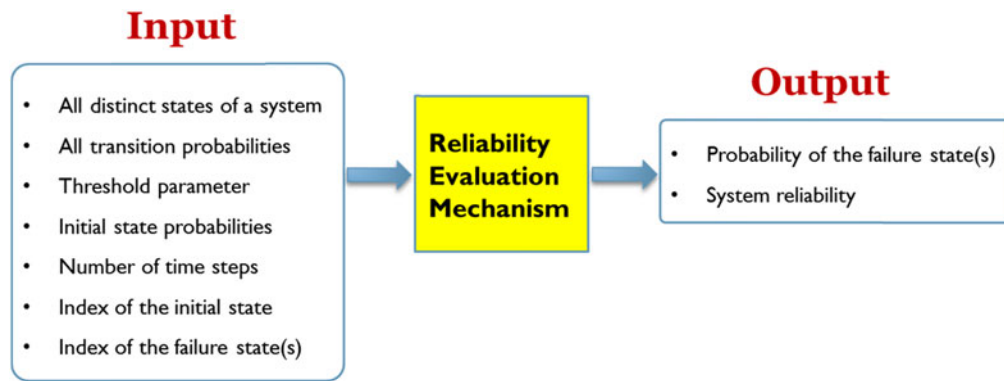 Input
• All distinct states of a system
• All transition probabilities
• Threshold parameter
• Initial state probabilities
• Number of time steps
• Index of the initial state
• Index of the failure state(s)
Reliability
Evaluation
Mechanism
Output
• Probability of the failure state(s)
• System reliability